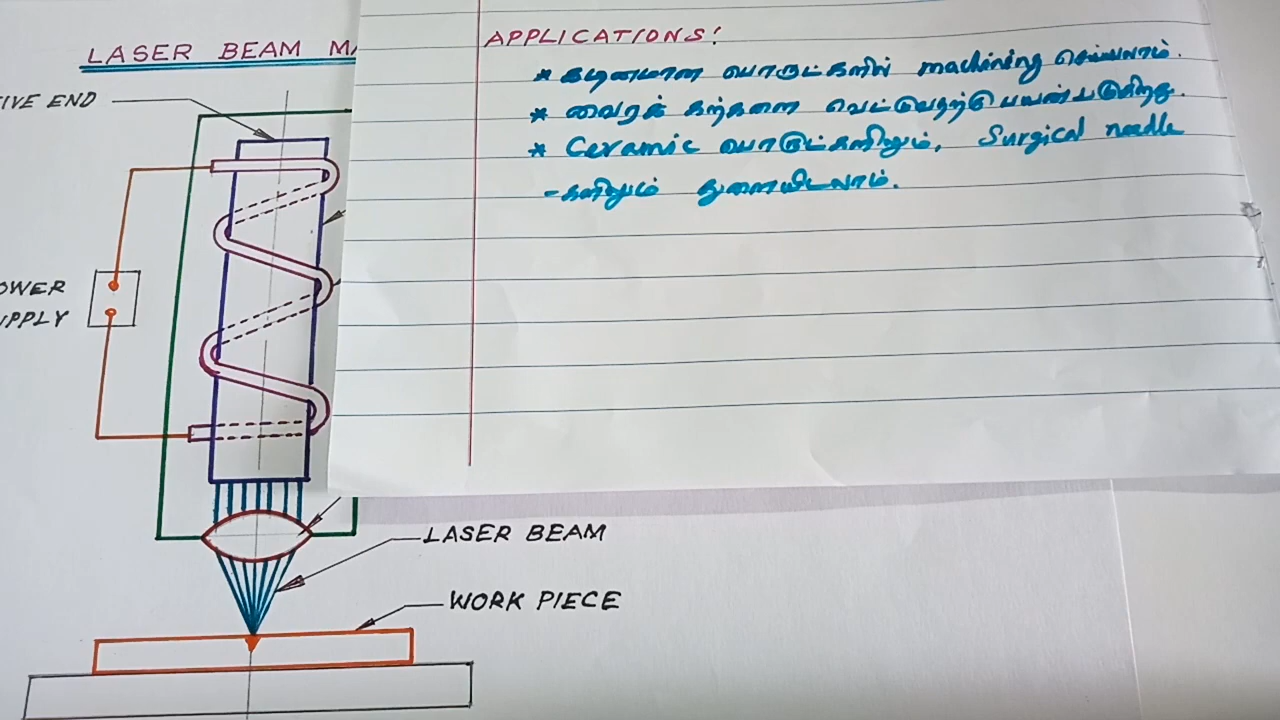 LASER BEAM MA
IVE END
OWER
UPPLY
LASER BEAM
WORK PIECE
APPLICATIONS:
* கடினமான பொருட்களில் machining செய்யலாம்.
* வைரக் கற்களை வெட்டுவதற்கு பயன்படுகிறது.
* Ceramic பொருட்களிலும், Surgical needle
-களிலும் துளையிடலாம்.